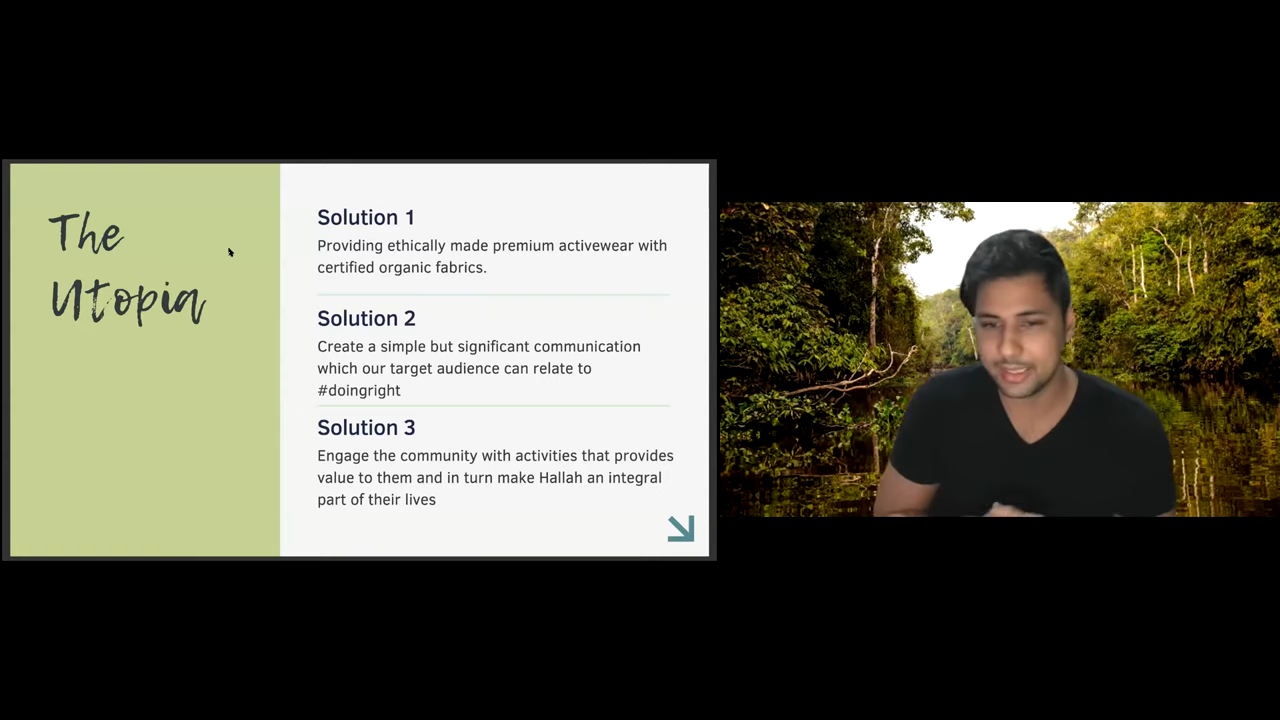 The
Utopia
Solution 1
Providing ethically made premium activewear with
certified organic fabrics.
Solution 2
Create a simple but significant communication
which our target audience can relate to
#doingright
Solution 3
Engage the community with activities that provides
value to them and in turn make Hallah an integral
part of their lives